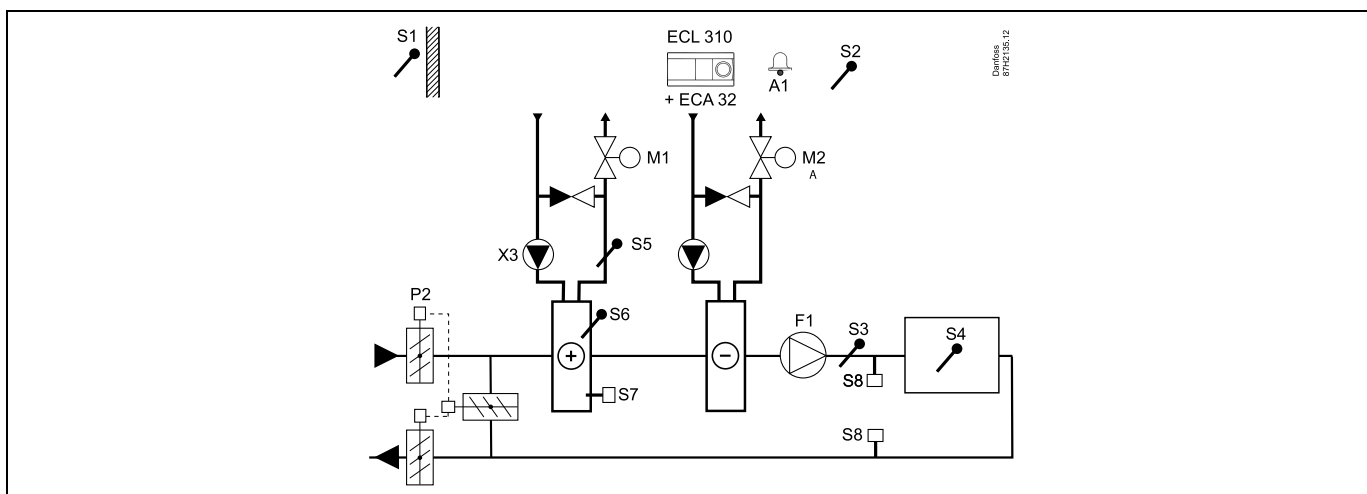 S1
ECL 310
A1
+ ECA 32
S2
Danfoss
87H2135.12
M1
M2
A
X3
S5
P2
S6
F1
S3
S4
+
−
S7
S8
S8